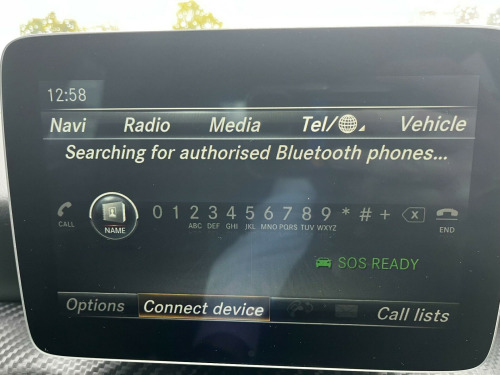 12:58
Navi Radio Media Tel/ Vehicle
Searching for authorised Bluetooth phones...
0 1 2 3 4 5 6 7 8 9 * # +
CALL NAME ABC DEF GHI JKL MNO PQRS TUV WXYZ END
SOS READY
Options Connect device Call lists